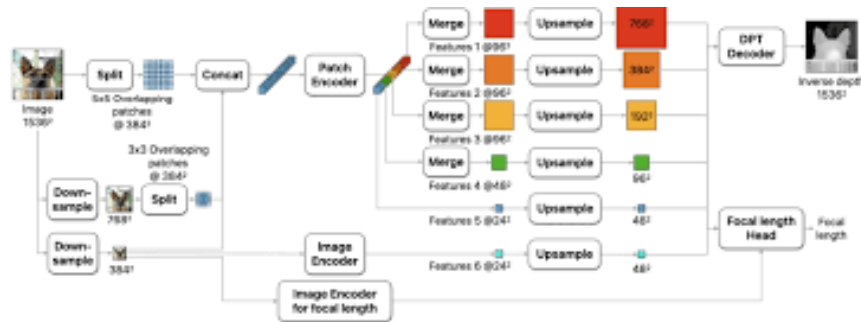 Image
1536²
Split
5x5 Overlapping
patches
@ 384²
Concat
Patch
Encoder
3x3 Overlapping
patches
@ 384²
Down-
sample
768²
Split
Down-
sample
384²
Image
Encoder
Image Encoder
for focal length
Merge
Features 1 @96²
Upsample
768²
Merge
Features 2 @96²
Upsample
384²
Merge
Features 3 @96²
Upsample
192²
Merge
Features 4 @48²
Upsample
96²
Features 5 @24²
Upsample
48²
Features 6 @24²
Upsample
48²
DPT
Decoder
Inverse depth
1536²
Focal length
Head
Focal
length